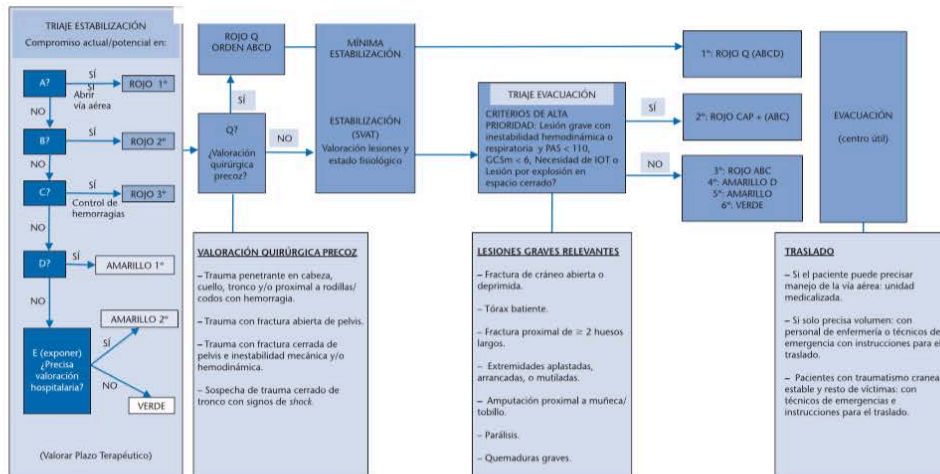 TRIAJE ESTABILIZACIÓN
Compromiso actual/potencial en:
A?
SÍ
SÍ
Abrir
vía aérea
ROJO 1º
NO
B?
SÍ
ROJO 2º
NO
C?
SÍ
Control de
hemorragias
ROJO 3º
NO
D?
SÍ
AMARILLO 1º
NO
AMARILLO 2º
E (exponer)
¿Precisa
valoración
hospitalaria?
SÍ
NO
VERDE
(Valorar Plazo Terapéutico)
ROJO Q
ORDEN ABCD
SÍ
Q?
¿Valoración
quirúrgica
precoz?
NO
MÍNIMA
ESTABILIZACIÓN
ESTABILIZACIÓN
(SVAT)
Valoración lesiones y
estado fisiológico
TRIAJE EVACUACIÓN
CRITERIOS DE ALTA
PRIORIDAD: Lesión grave con
inestabilidad hemodinámica o
respiratoria y PAS < 110,
GCSm < 6, Necesidad de IOT o
Lesión por explosión en
espacio cerrado?
SÍ
NO
1º: ROJO Q (ABCD)
2º: ROJO CAP + (ABC)
3º: ROJO ABC
4º: AMARILLO D
5º: AMARILLO
6º: VERDE
EVACUACIÓN
(centro útil)
VALORACIÓN QUIRÚRGICA PRECOZ
– Trauma penetrante en cabeza,
cuello, tronco y/o proximal a rodillas/
codos con hemorragia.
– Trauma con fractura abierta de pelvis.
– Trauma con fractura cerrada de
pelvis e inestabilidad mecánica y/o
hemodinámica.
– Sospecha de trauma cerrado de
tronco con signos de shock.
LESIONES GRAVES RELEVANTES
– Fractura de cráneo abierta o
deprimida.
– Tórax batiente.
– Fractura proximal de ≥ 2 huesos
largos.
– Extremidades aplastadas,
arrancadas, o mutiladas.
– Amputación proximal a muñeca/
tobillo.
– Parálisis.
– Quemaduras graves.
TRASLADO
– Si el paciente puede precisar
manejo de la vía aérea: unidad
medicalizada.
– Si solo precisa volumen: con
personal de enfermería o técnicos de
emergencia con instrucciones para el
traslado.
– Pacientes con traumatismo cranea
estable y resto de víctimas: con
técnicos de emergencias e
instrucciones para el traslado.